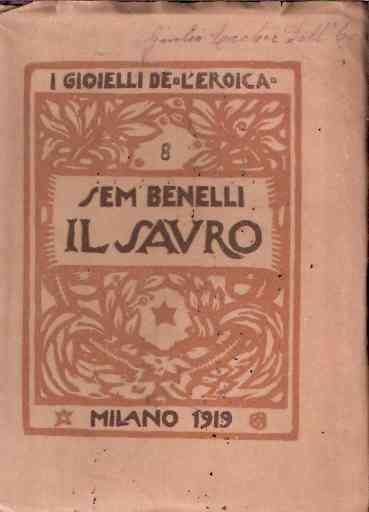 I GIOIELLI DE "L'EROICA"
8
SEM BENELLI
IL SAVRO
MILANO 1919